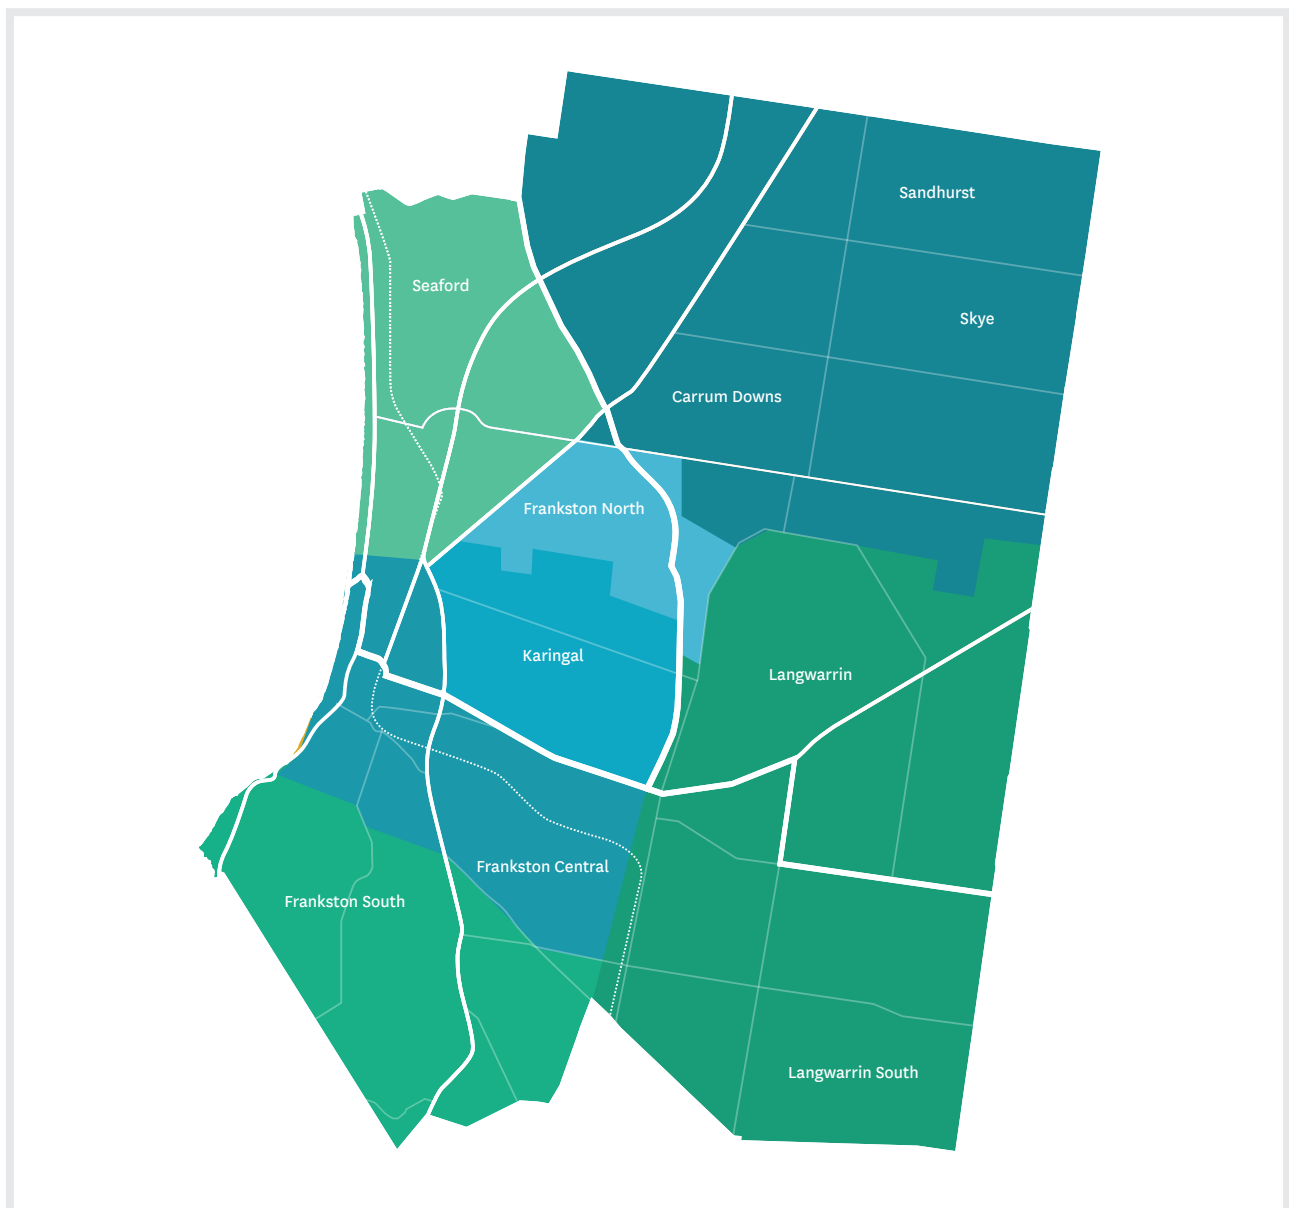 Sandhurst
Seaford
Skye
Carrum Downs
Frankston North
Karingal
Langwarrin
Frankston Central
Frankston South
Langwarrin South